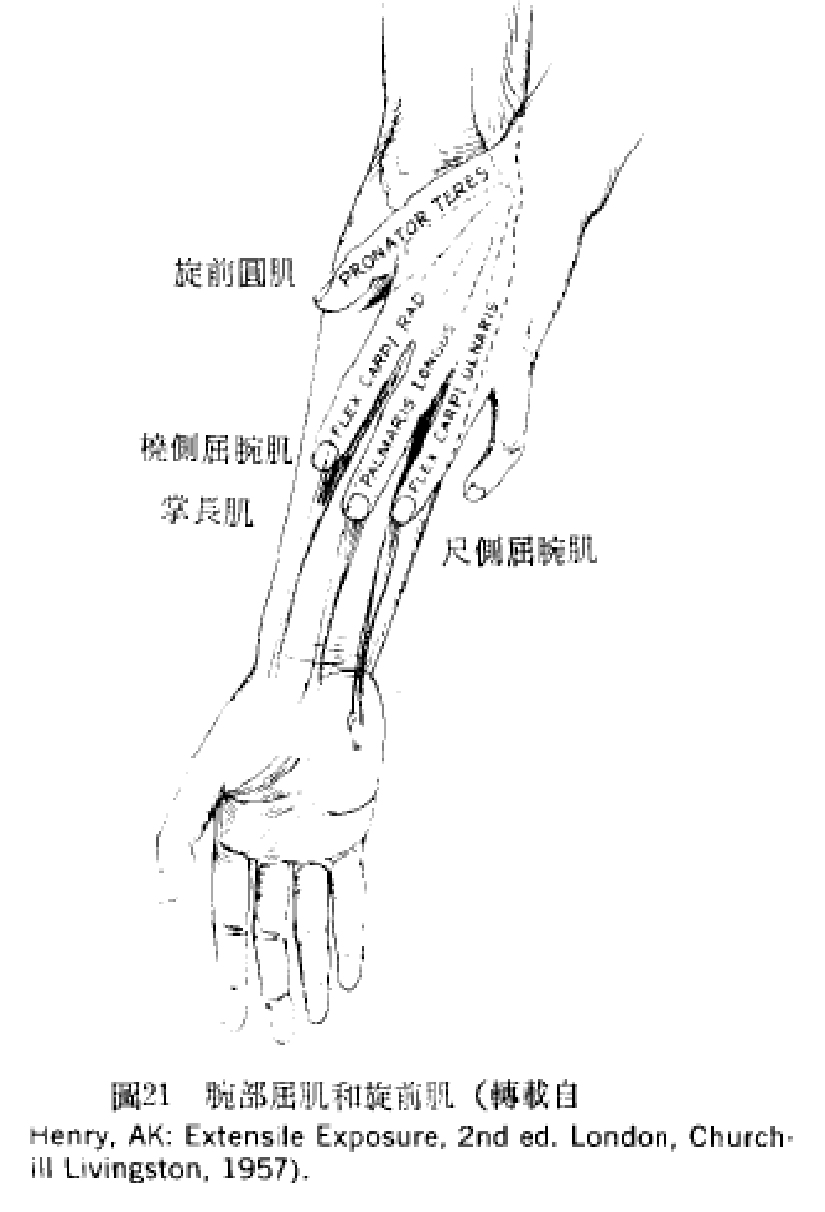 PRONATOR TERES
旋前圓肌
FLEX CARPI RAD
PALMARIS LONGUS
FLEX CARPI ULNARIS
橈側屈腕肌
掌長肌
尺側屈腕肌
圖21 腕部屈肌和旋前肌（轉載自
Henry, AK: Extensile Exposure, 2nd ed. London, Church-
ill Livingston, 1957).